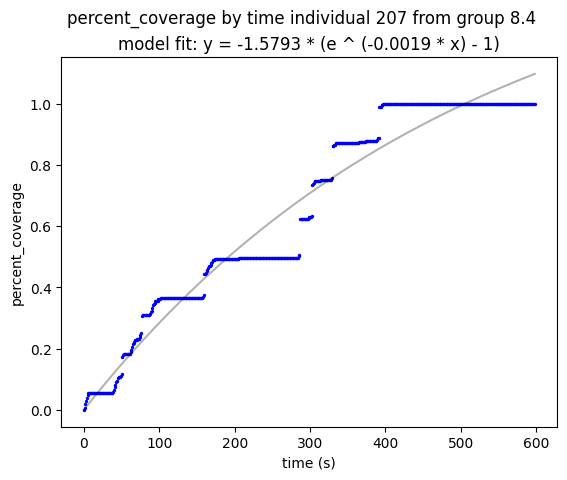 percent_coverage by time individual 207 from group 8.4
model fit: y = -1.5793 * (e ^ (-0.0019 * x) - 1)
1.0
0.8
0.6
0.4
0.2
0.0
percent_coverage
0 100 200 300 400 500 600
time (s)